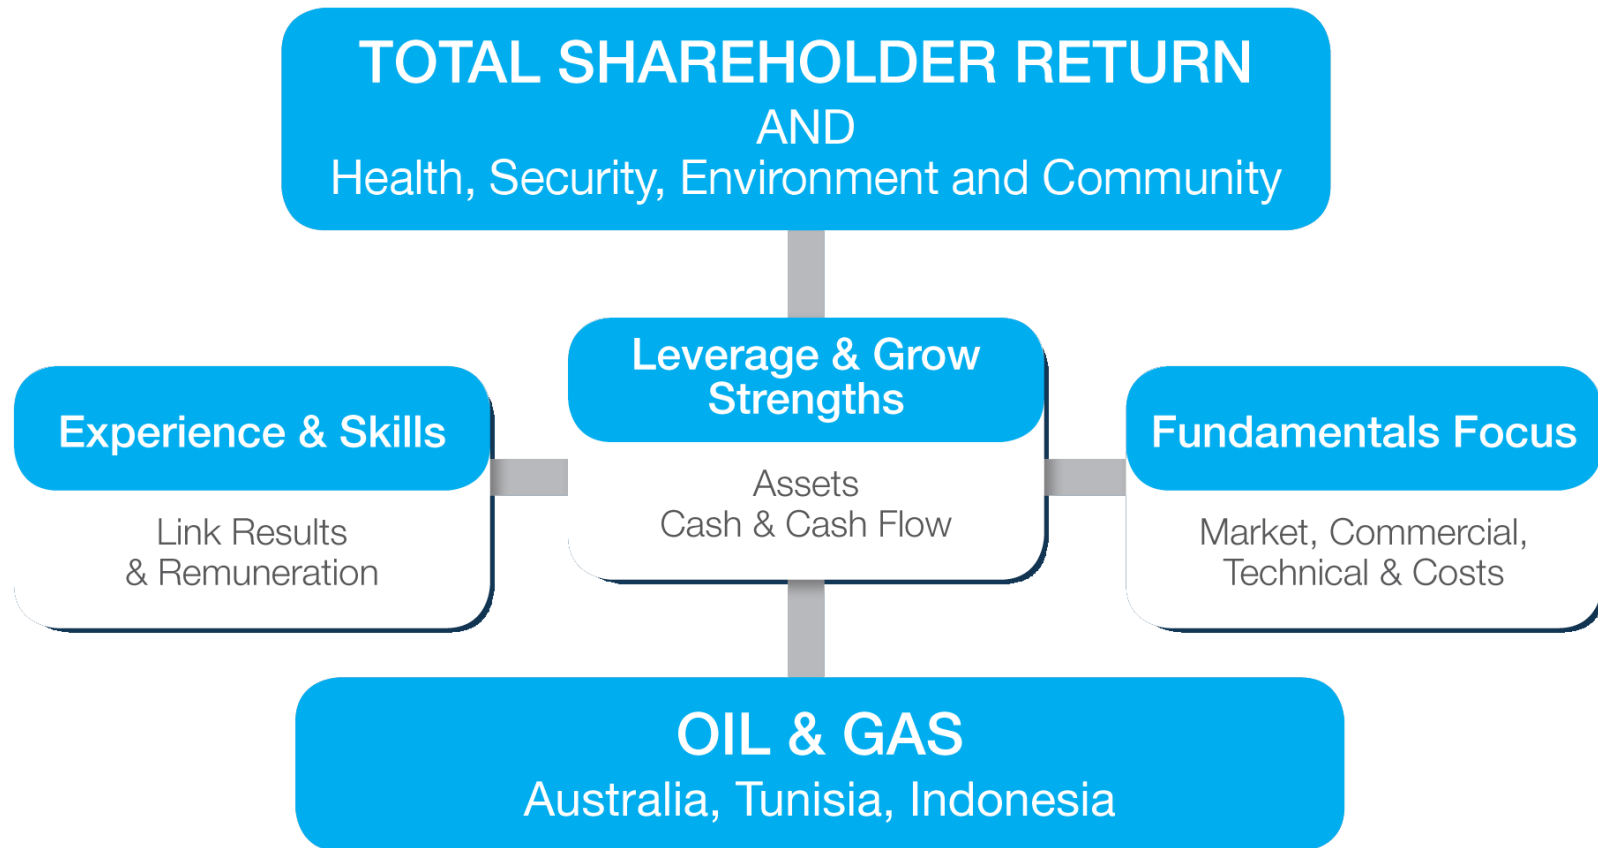 TOTAL SHAREHOLDER RETURN
AND
Health, Security, Environment and Community
Experience & Skills
Link Results
& Remuneration
Leverage & Grow
Strengths
Assets
Cash & Cash Flow
Fundamentals Focus
Market, Commercial,
Technical & Costs
OIL & GAS
Australia, Tunisia, Indonesia